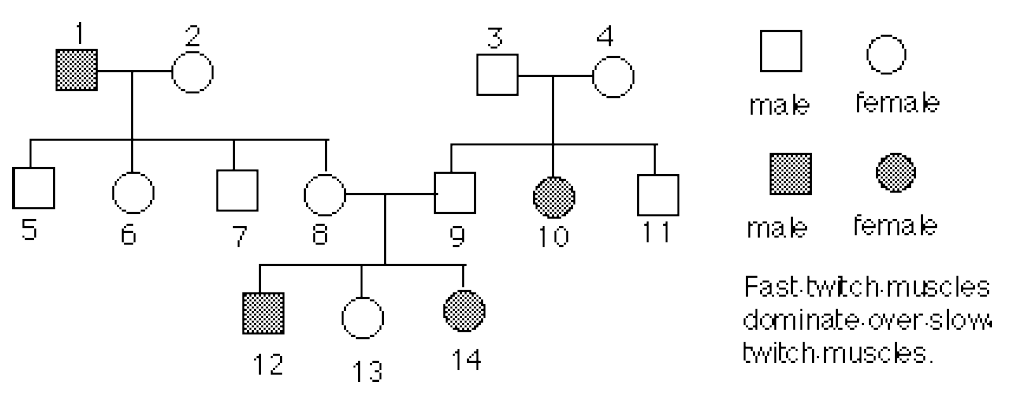 1 2 3 4
male female
5 6 7 8 9 10 11
male female
12 13 14
Fast twitch muscles
dominate over slow
twitch muscles.